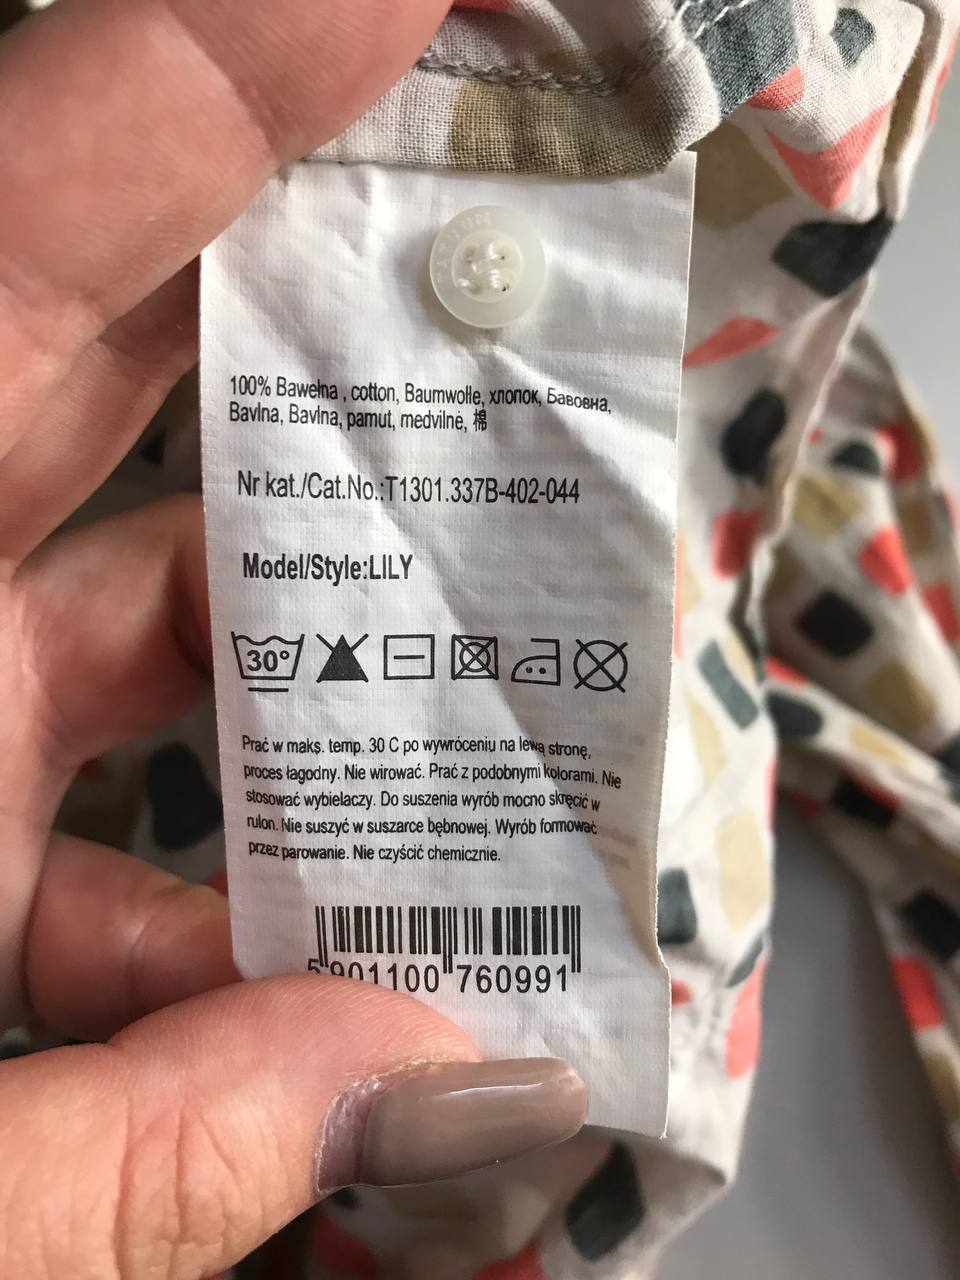 100% Bawełna , cotton, Baumwolle, хлопок, Бавовна,
Bavlna, Bavlna, pamut, medvilnė, 棉
Nr kat./Cat.No.:T1301.337B-402-044
Model/Style:LILY
30°
Prać w maks. temp. 30 C po wywróceniu na lewą stronę,
proces łagodny. Nie wirować. Prać z podobnymi kolorami. Nie
stosować wybielaczy. Do suszenia wyrób mocno skręcić w
rulon. Nie suszyć w suszarce bębnowej. Wyrób formować
przez parowanie. Nie czyścić chemicznie.
5 901100 760991